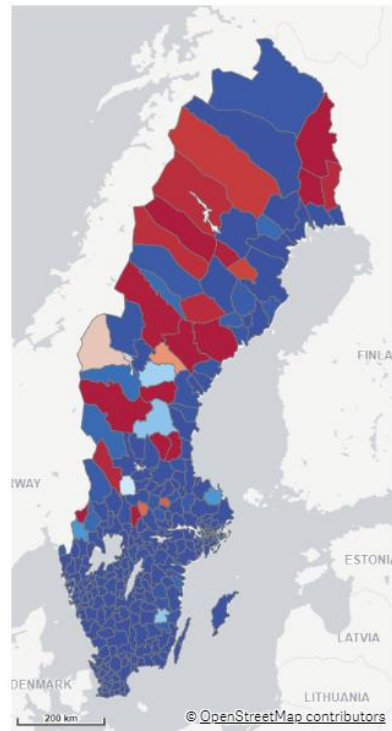 FINLA
RWAY
ESTONI
LATVIA
DENMARK
LITHUANIA
200 km
© OpenStreetMap contributors